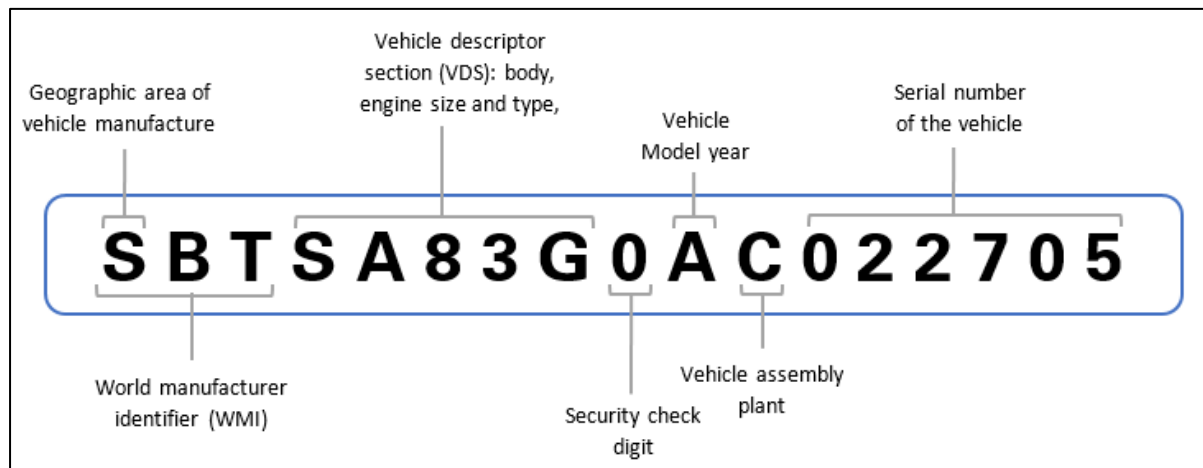 Vehicle descriptor
section (VDS): body,
engine size and type,
Geographic area of
vehicle manufacture
Vehicle
Model year
Serial number
of the vehicle
S B T S A 8 3 G 0 A C 0 2 2 7 0 5
World manufacturer
identifier (WMI)
Security check
digit
Vehicle assembly
plant